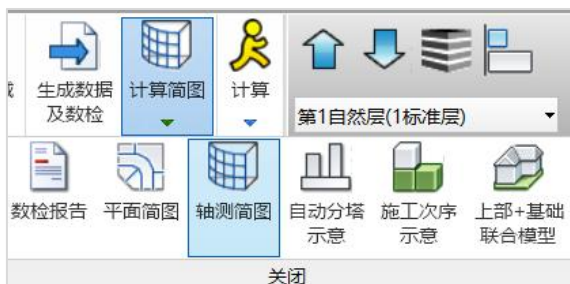 生成数据 计算简图 计算
及数检
第1自然层(1标准层)
数检报告 平面简图 轴测简图 自动分塔 施工次序 上部+基础
示意 示意 联合模型
关闭